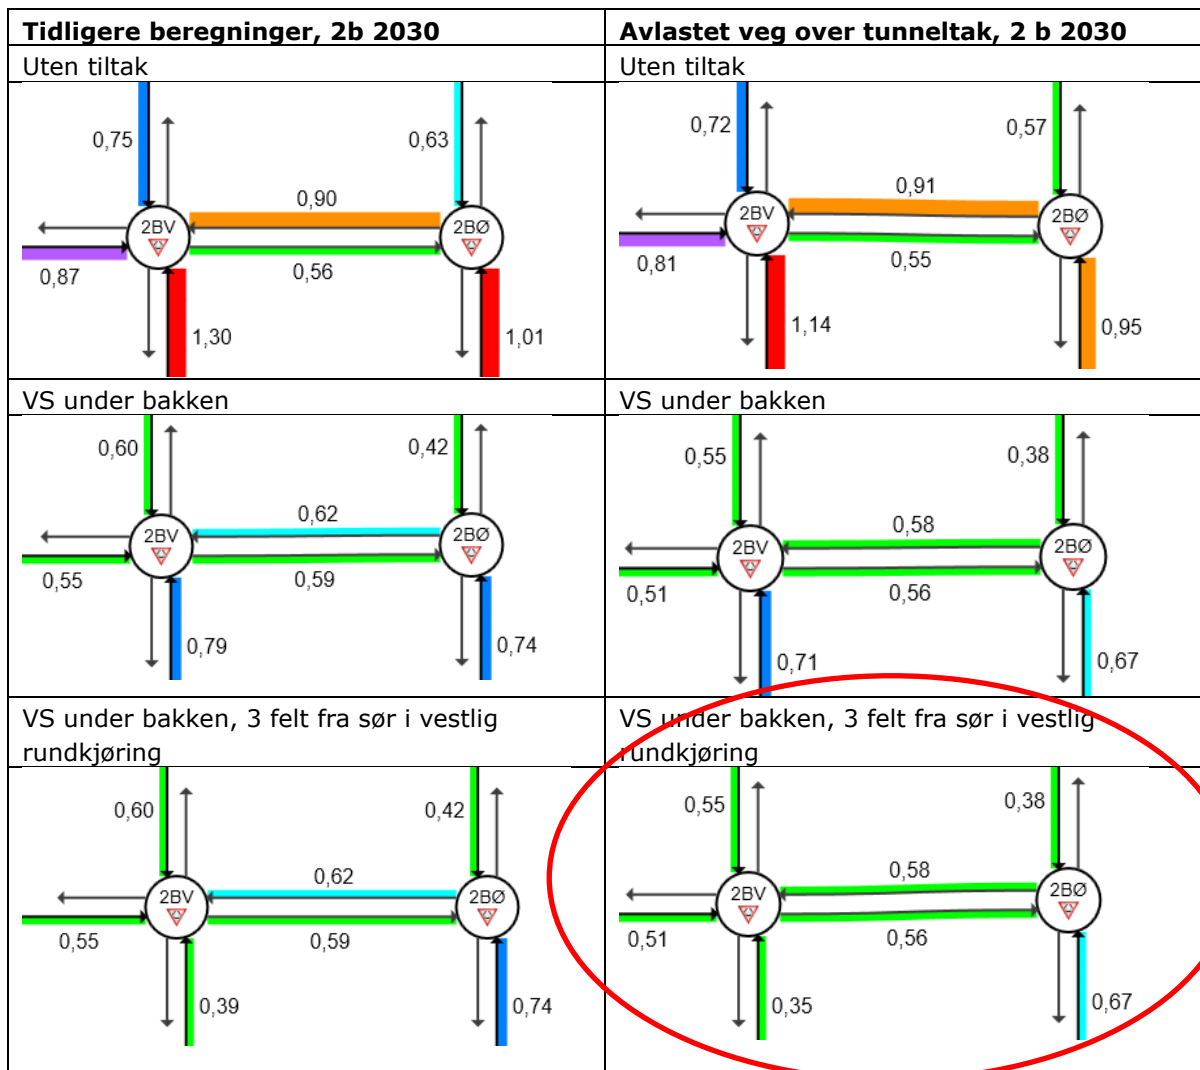 Tidligere beregninger, 2b 2030
Avlastet veg over tunneltak, 2 b 2030
Uten tiltak
Uten tiltak
0,75
0,63
0,90
2BV
2BØ
0,87
0,56
1,30
1,01
0,72
0,57
0,91
2BV
2BØ
0,81
0,55
1,14
0,95
VS under bakken
VS under bakken
0,60
0,42
0,62
2BV
2BØ
0,55
0,59
0,79
0,74
0,55
0,38
0,58
2BV
2BØ
0,51
0,56
0,71
0,67
VS under bakken, 3 felt fra sør i vestlig
rundkjøring
VS under bakken, 3 felt fra sør i vestlig
rundkjøring
0,60
0,42
0,62
2BV
2BØ
0,55
0,59
0,39
0,74
0,55
0,38
0,58
2BV
2BØ
0,51
0,56
0,35
0,67